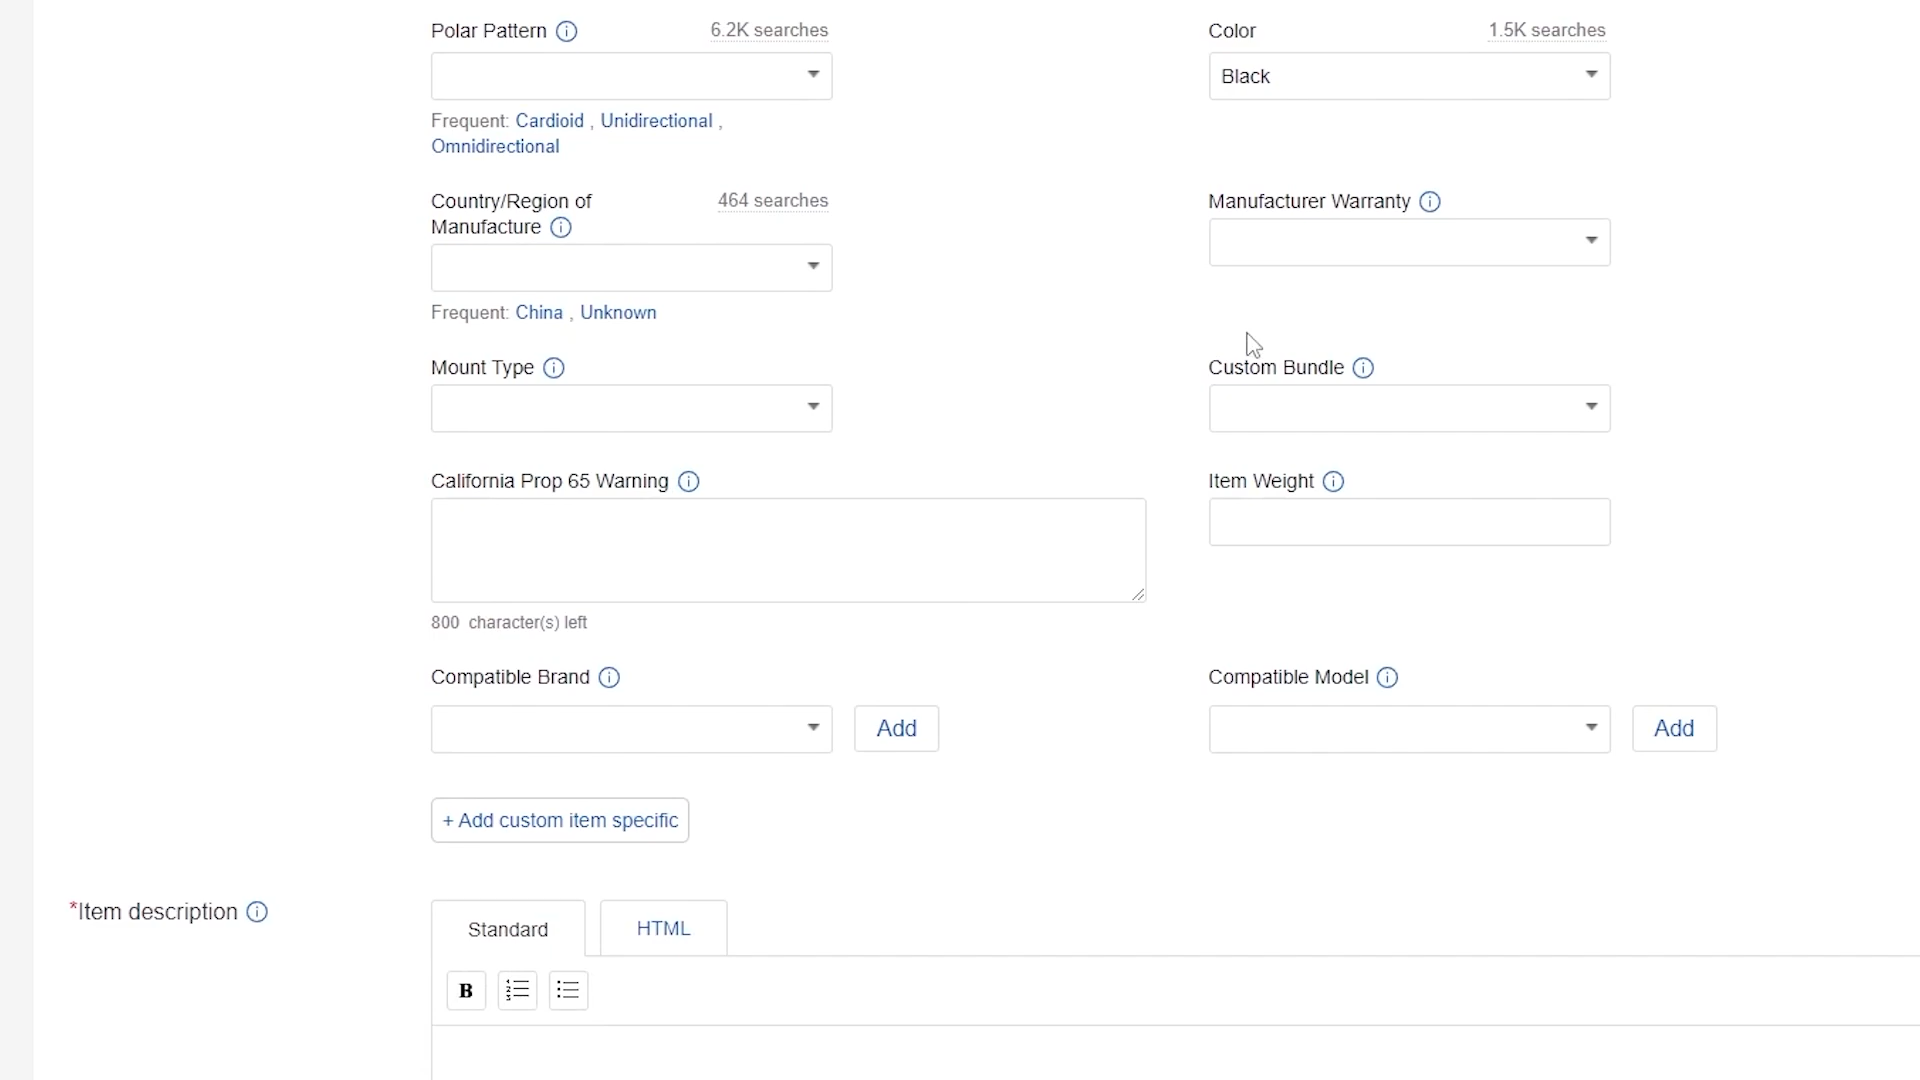 Polar Pattern 6.2K searches
Color 1.5K searches
Black
Frequent: Cardioid , Unidirectional ,
Omnidirectional
Country/Region of
Manufacture
464 searches
Manufacturer Warranty
Frequent: China , Unknown
Mount Type
Custom Bundle
California Prop 65 Warning
Item Weight
800 character(s) left
Compatible Brand
Add
Compatible Model
Add
+ Add custom item specific
*Item description
Standard
HTML
B